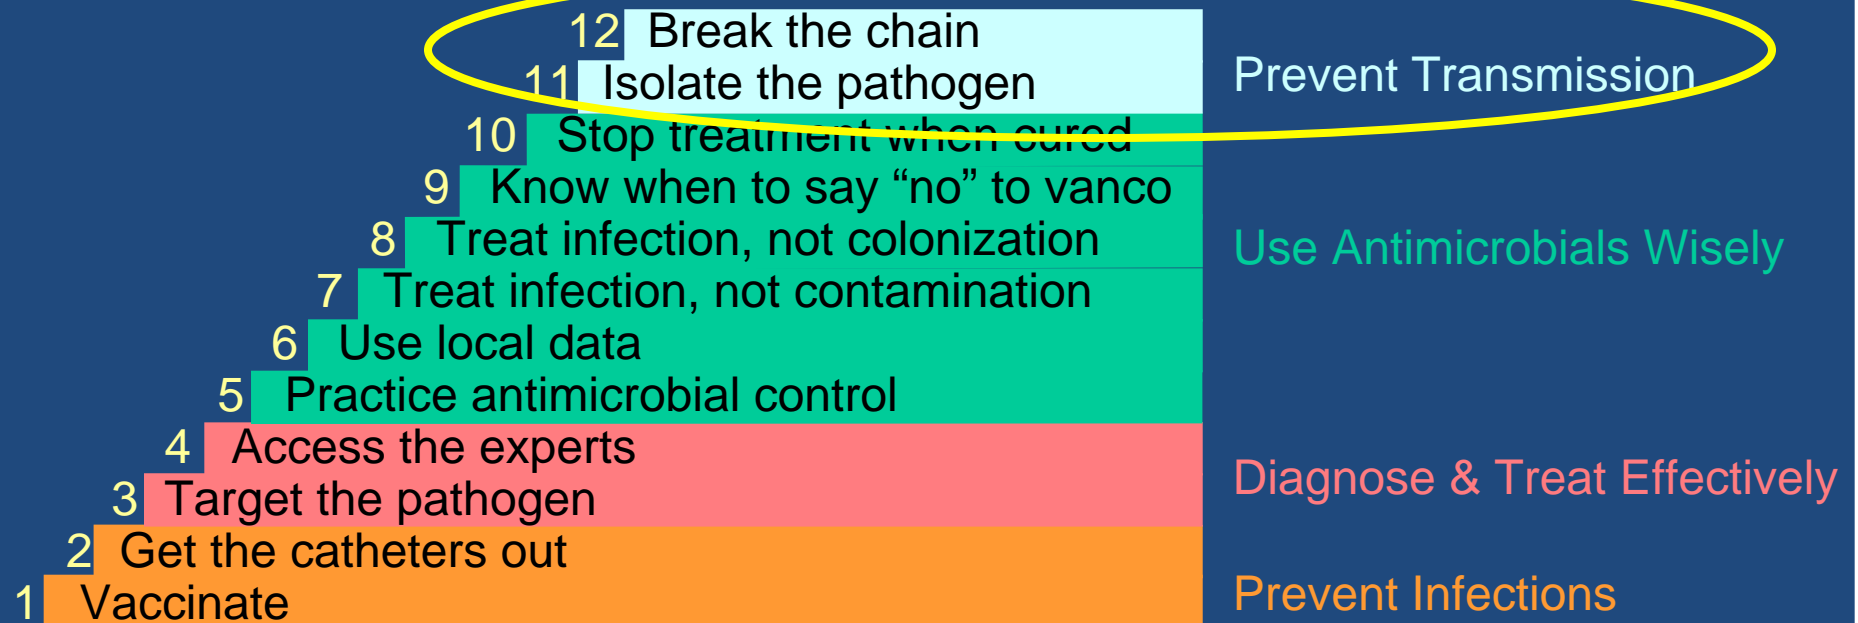 12 Break the chain
11 Isolate the pathogen
Prevent Transmission
10 Stop treatment when cured
9 Know when to say “no” to vanco
8 Treat infection, not colonization
7 Treat infection, not contamination
6 Use local data
5 Practice antimicrobial control
Use Antimicrobials Wisely
4 Access the experts
3 Target the pathogen
Diagnose & Treat Effectively
2 Get the catheters out
1 Vaccinate
Prevent Infections